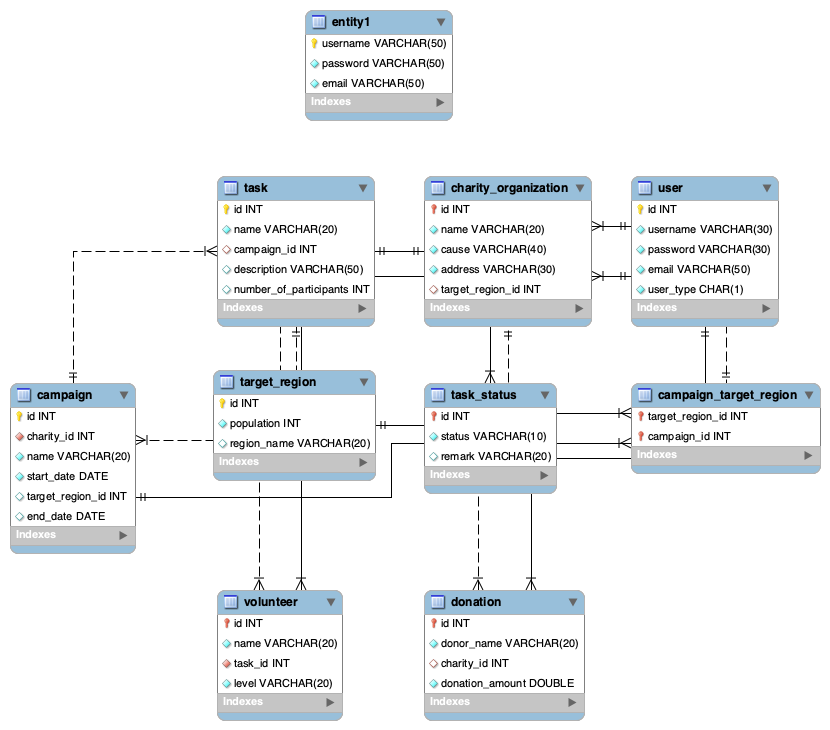 entity1
username VARCHAR(50)
password VARCHAR(50)
email VARCHAR(50)
Indexes
task
id INT
name VARCHAR(20)
campaign_id INT
description VARCHAR(50)
number_of_participants INT
Indexes
charity_organization
id INT
name VARCHAR(20)
cause VARCHAR(40)
address VARCHAR(30)
target_region_id INT
Indexes
user
id INT
username VARCHAR(30)
password VARCHAR(30)
email VARCHAR(50)
user_type CHAR(1)
Indexes
campaign
id INT
charity_id INT
name VARCHAR(20)
start_date DATE
target_region_id INT
end_date DATE
Indexes
target_region
id INT
population INT
region_name VARCHAR(20)
Indexes
task_status
id INT
status VARCHAR(10)
remark VARCHAR(20)
Indexes
campaign_target_region
target_region_id INT
campaign_id INT
Indexes
volunteer
id INT
name VARCHAR(20)
task_id INT
level VARCHAR(20)
Indexes
donation
id INT
donor_name VARCHAR(20)
charity_id INT
donation_amount DOUBLE
Indexes